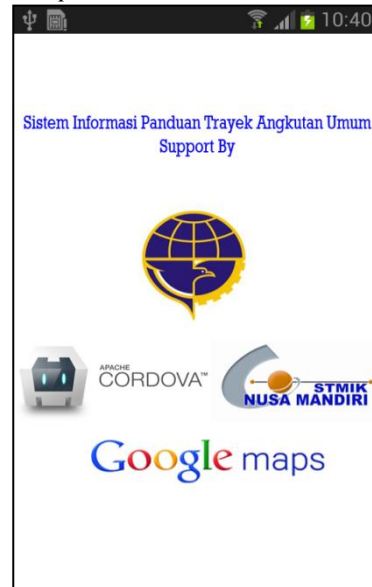 10:40
Sistem Informasi Panduan Trayek Angkutan Umum
Support By
APACHE
CORDOVA™
STMIK
NUSA MANDIRI
Google maps